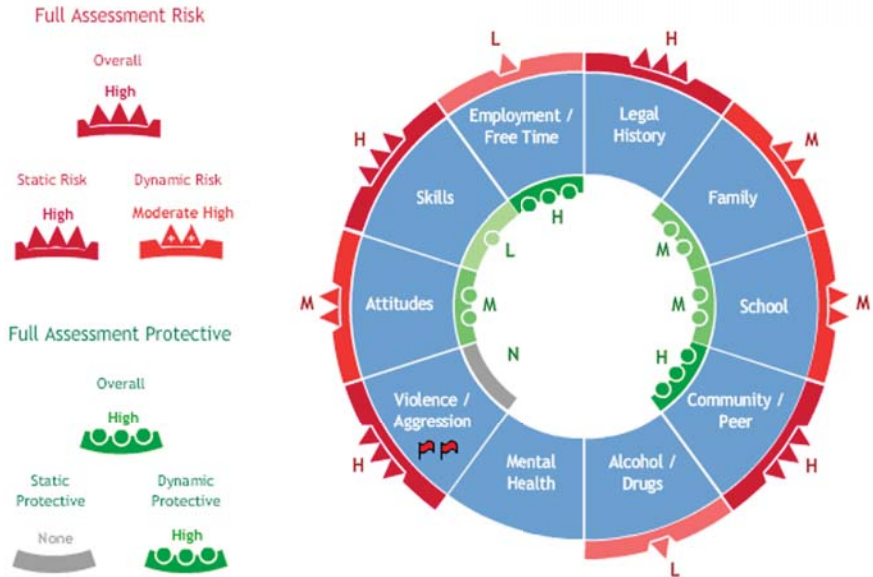 Full Assessment Risk
Overall
High
Static Risk
High
Dynamic Risk
Moderate High
Full Assessment Protective
Overall
High
Static
Protective
None
Dynamic
Protective
High
L
H
Employment /
Free Time
Legal
History
H
M
Skills
H
Family
L
M
Attitudes
M
M
M
School
M
N
H
Violence /
Aggression
Community /
Peer
H
H
Mental
Health
Alcohol /
Drugs
L